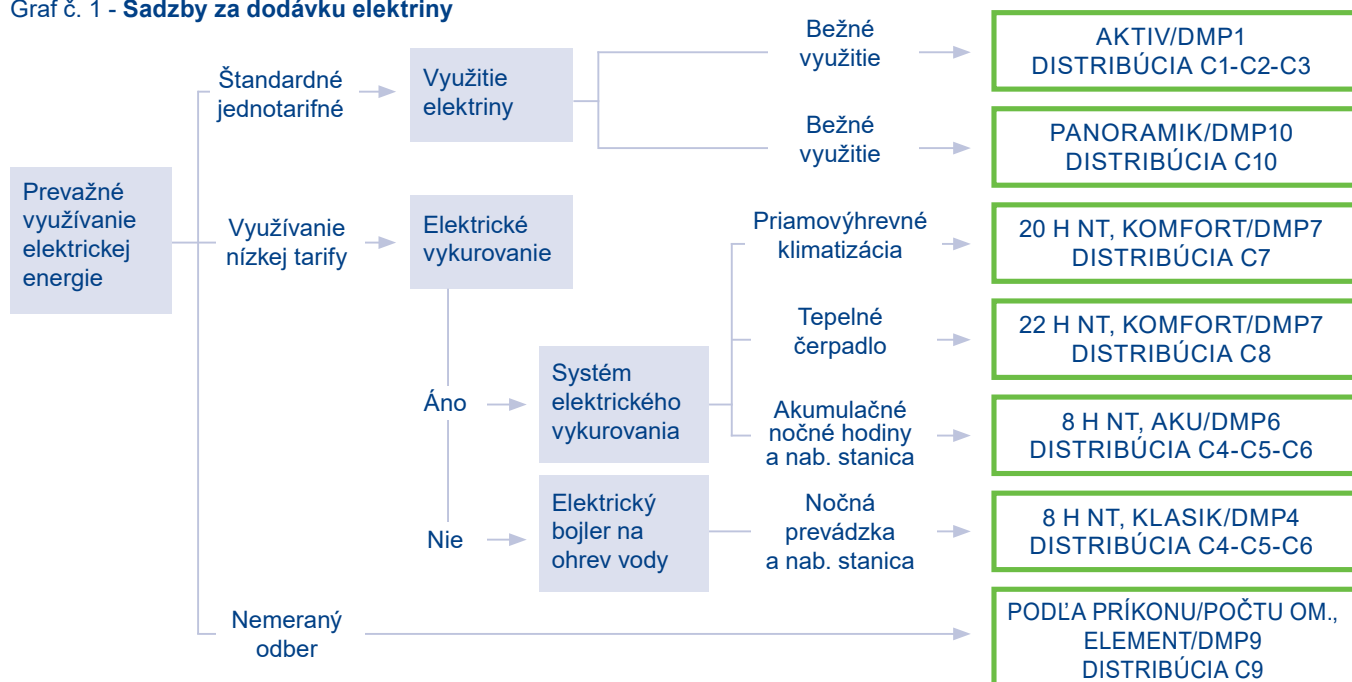 Graf č. 1 - Sadzby za dodávku elektriny
Prevažné
využívanie
elektrickej
energie
Štandardné
jednotarifné
Využitie
elektriny
Bežné
využitie
AKTIV/DMP1
DISTRIBÚCIA C1-C2-C3
Bežné
využitie
PANORAMIK/DMP10
DISTRIBÚCIA C10
Využívanie
nízkej tarify
Elektrické
vykurovanie
Áno
Systém
elektrického
vykurovania
Priamovýhrevné
klimatizácia
20 H NT, KOMFORT/DMP7
DISTRIBÚCIA C7
Tepelné
čerpadlo
22 H NT, KOMFORT/DMP7
DISTRIBÚCIA C8
Akumulačné
nočné hodiny
a nab. stanica
8 H NT, AKU/DMP6
DISTRIBÚCIA C4-C5-C6
Nie
Elektrický
bojler na
ohrev vody
Nočná
prevádzka
a nab. stanica
8 H NT, KLASIK/DMP4
DISTRIBÚCIA C4-C5-C6
Nemeraný
odber
PODĽA PRÍKONU/POČTU OM.,
ELEMENT/DMP9
DISTRIBÚCIA C9